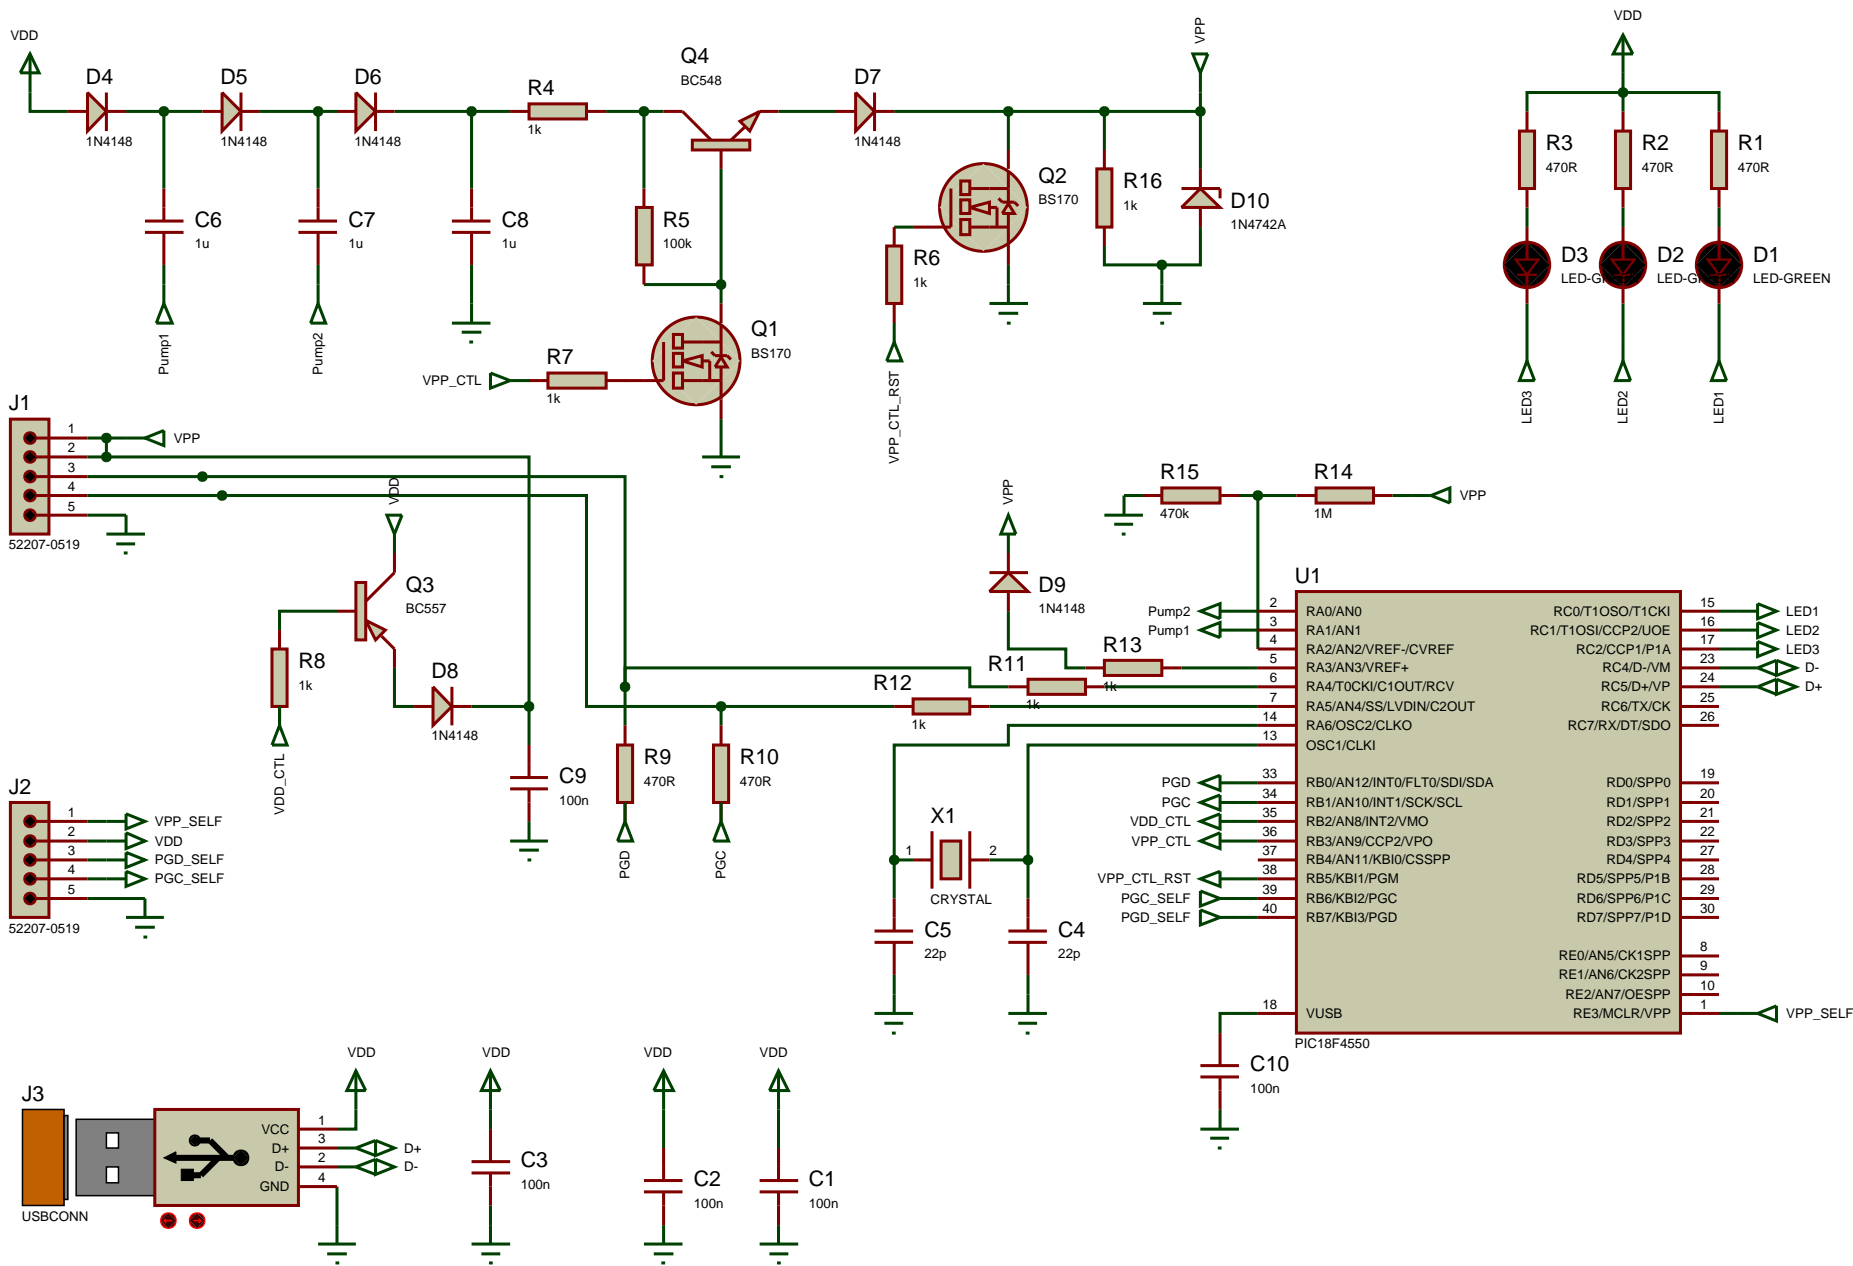 VDD
D4
1N4148
D5
1N4148
D6
1N4148
R4
1k
Q4
BC548
D7
1N4148
VPP
VDD
C6
1u
C7
1u
C8
1u
R5
100k
Q2
BS170
R16
1k
D10
1N4742A
R6
1k
R3
470R
R2
470R
R1
470R
D3
LED-G
D2
LED-G
D1
LED-GREEN
Pump1
Pump2
VPP_CTL
R7
1k
Q1
BS170
VPP_CTL_RST
LED3
LED2
LED1
J1
1
2
3
4
5
VPP
52207-0519
VDD
Q3
BC557
R8
1k
D8
1N4148
VDD_CTL
C9
100n
R9
470R
R10
470R
PGD
PGC
VPP
D9
1N4148
R15
470k
R14
1M
VPP
R13
1k
R11
1k
R12
1k
X1
1
2
CRYSTAL
C5
22p
C4
22p
U1
Pump2 2 RA0/AN0
Pump1 3 RA1/AN1
4 RA2/AN2/VREF-/CVREF
5 RA3/AN3/VREF+
6 RA4/T0CKI/C1OUT/RCV
7 RA5/AN4/SS/LVDIN/C2OUT
14 RA6/OSC2/CLKO
13 OSC1/CLKI
PGD 33 RB0/AN12/INT0/FLT0/SDI/SDA
PGC 34 RB1/AN10/INT1/SCK/SCL
VDD_CTL 35 RB2/AN8/INT2/VMO
VPP_CTL 36 RB3/AN9/CCP2/VPO
37 RB4/AN11/KBI0/CSSPP
VPP_CTL_RST 38 RB5/KBI1/PGM
PGC_SELF 39 RB6/KBI2/PGC
PGD_SELF 40 RB7/KBI3/PGD
18 VUSB
RC0/T1OSO/T1CKI 15 LED1
RC1/T1OSI/CCP2/UOE 16 LED2
RC2/CCP1/P1A 17 LED3
RC4/D-/VM 23 D-
RC5/D+/VP 24 D+
RC6/TX/CK 25
RC7/RX/DT/SDO 26
RD0/SPP0 19
RD1/SPP1 20
RD2/SPP2 21
RD3/SPP3 22
RD4/SPP4 27
RD5/SPP5/P1B 28
RD6/SPP6/P1C 29
RD7/SPP7/P1D 30
RE0/AN5/CK1SPP 8
RE1/AN6/CK2SPP 9
RE2/AN7/OESPP 10
RE3/MCLR/VPP 1 VPP_SELF
PIC18F4550
C10
100n
J2
1 VPP_SELF
2 VDD
3 PGD_SELF
4 PGC_SELF
5
52207-0519
J3
VCC 1
D+ 3 D+
D- 2 D-
GND 4
USBCONN
VDD
VDD
C3
100n
VDD
C2
100n
VDD
C1
100n